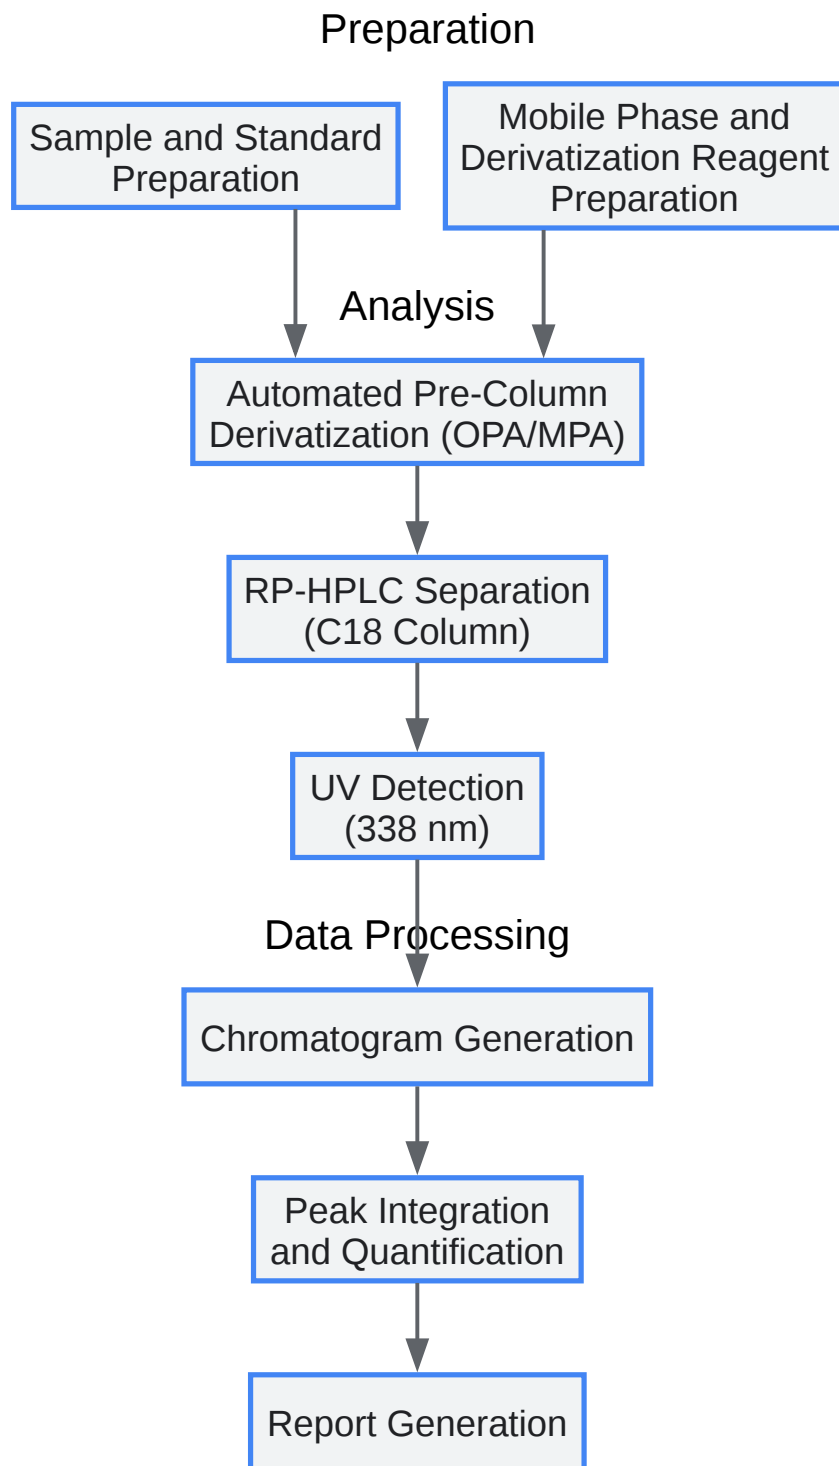 Preparation
Sample and Standard
Preparation
Mobile Phase and
Derivatization Reagent
Preparation
Analysis
Automated Pre-Column
Derivatization (OPA/MPA)
RP-HPLC Separation
(C18 Column)
UV Detection
(338 nm)
Data Processing
Chromatogram Generation
Peak Integration
and Quantification
Report Generation